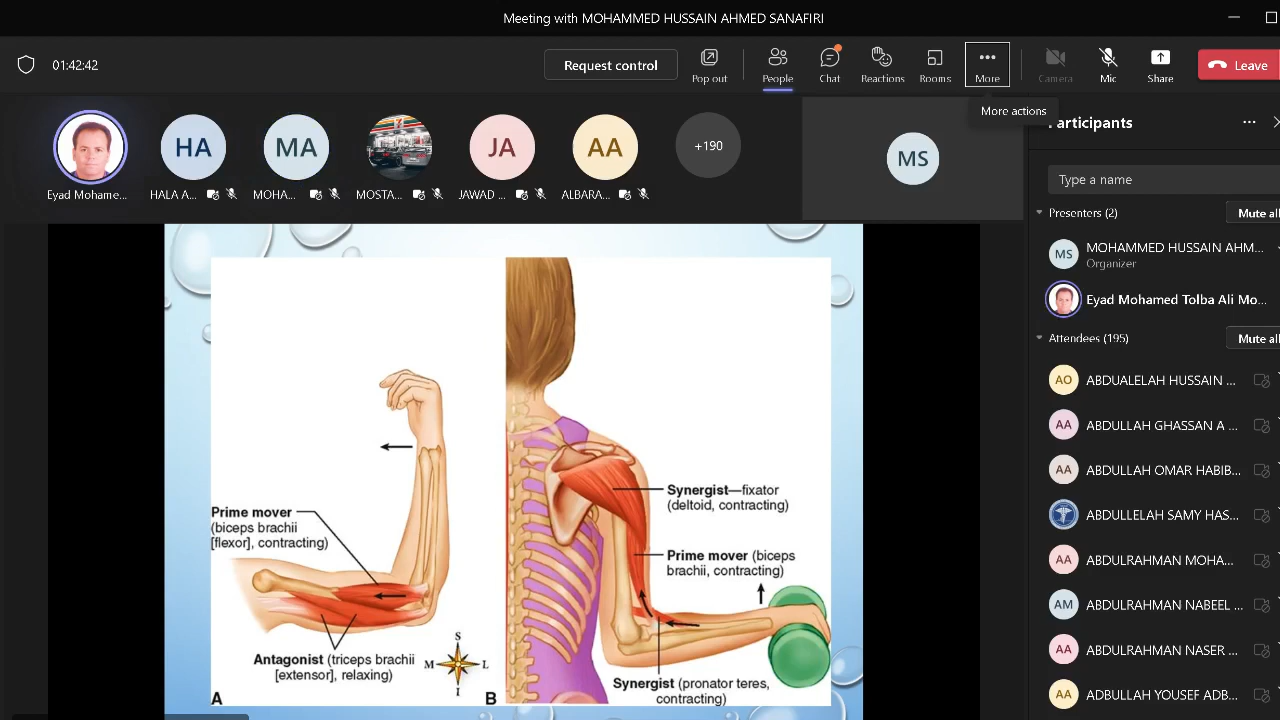 Meeting with MOHAMMED HUSSAIN AHMED SANAFIRI
01:42:42
Request control
Pop out
People
Chat
Reactions
Rooms
More
Camera
Mic
Share
Leave
More actions
HA
MA
JA
AA
+190
MS
Eyad Mohame...
HALA A...
MOHA...
MOSTA...
JAWAD ...
ALBARA...
Participants
Type a name
Presenters (2)
Mute all
MS
MOHAMMED HUSSAIN AHM...
Organizer
Eyad Mohamed Tolba Ali Mo...
Attendees (195)
Mute all
AO
ABDUALELAH HUSSAIN ...
AA
ABDULLAH GHASSAN A ...
AA
ABDULLAH OMAR HABIB...
ABDULLELAH SAMY HAS...
AA
ABDULRAHMAN MOHA...
AM
ABDULRAHMAN NABEEL ...
AA
ABDULRAHMAN NASER ...
AA
ADBULLAH YOUSEF ADB...
Prime mover
(biceps brachii
[flexor], contracting)
Antagonist (triceps brachii
[extensor], relaxing)
S
M
L
I
A
B
Synergist—fixator
(deltoid, contracting)
Prime mover (biceps
brachii, contracting)
Synergist (pronator teres,
contracting)